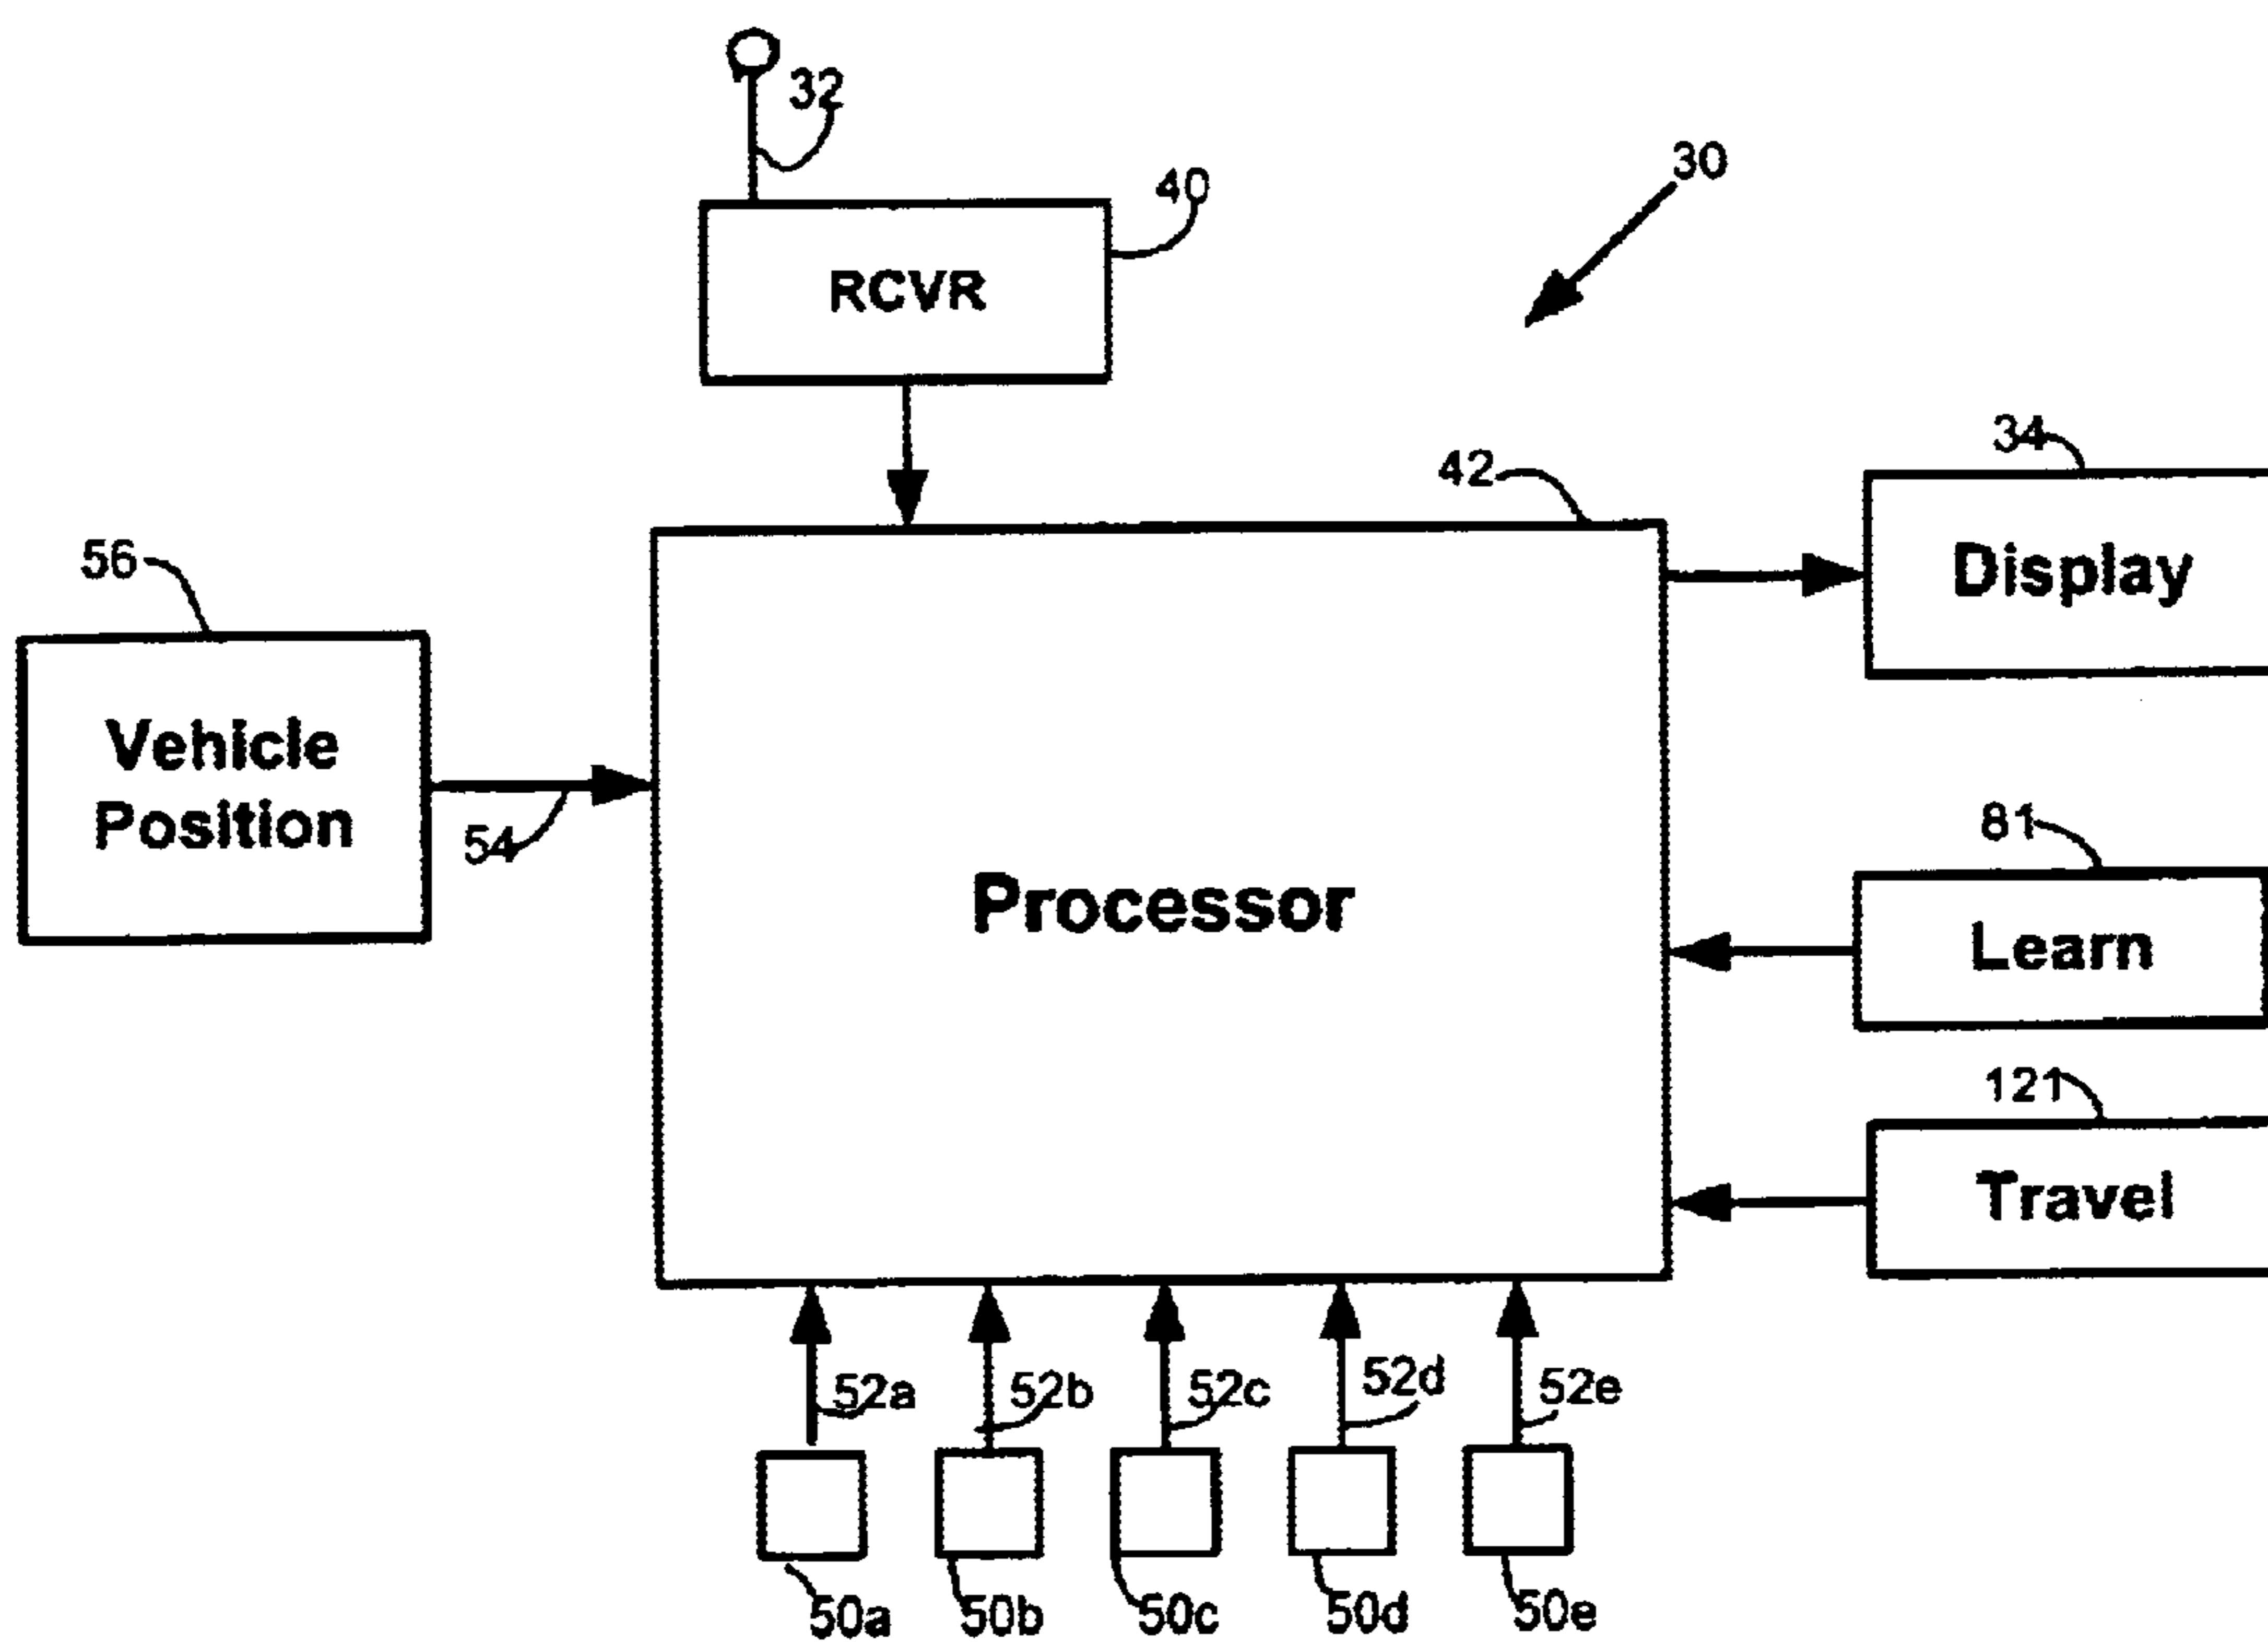 32
40
30
RCVR
34
42
Display
56
Vehicle
Position
54
81
Processor
Learn
121
Travel
52a 52b 52c 52d 52e
50a 50b 50c 50d 50e